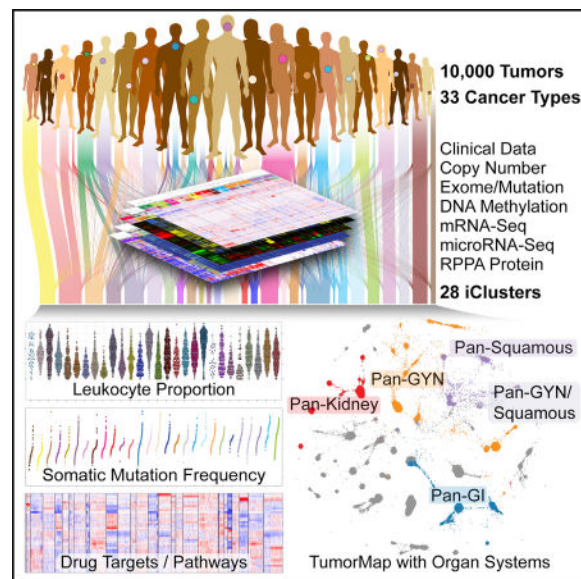 10,000 Tumors
33 Cancer Types
Clinical Data
Copy Number
Exome/Mutation
DNA Methylation
mRNA-Seq
microRNA-Seq
RPPA Protein
28 iClusters
Leukocyte Proportion
Somatic Mutation Frequency
Drug Targets / Pathways
Pan-Squamous
Pan-GYN
Pan-Kidney
Pan-GYN/
Squamous
Pan-GI
TumorMap with Organ Systems